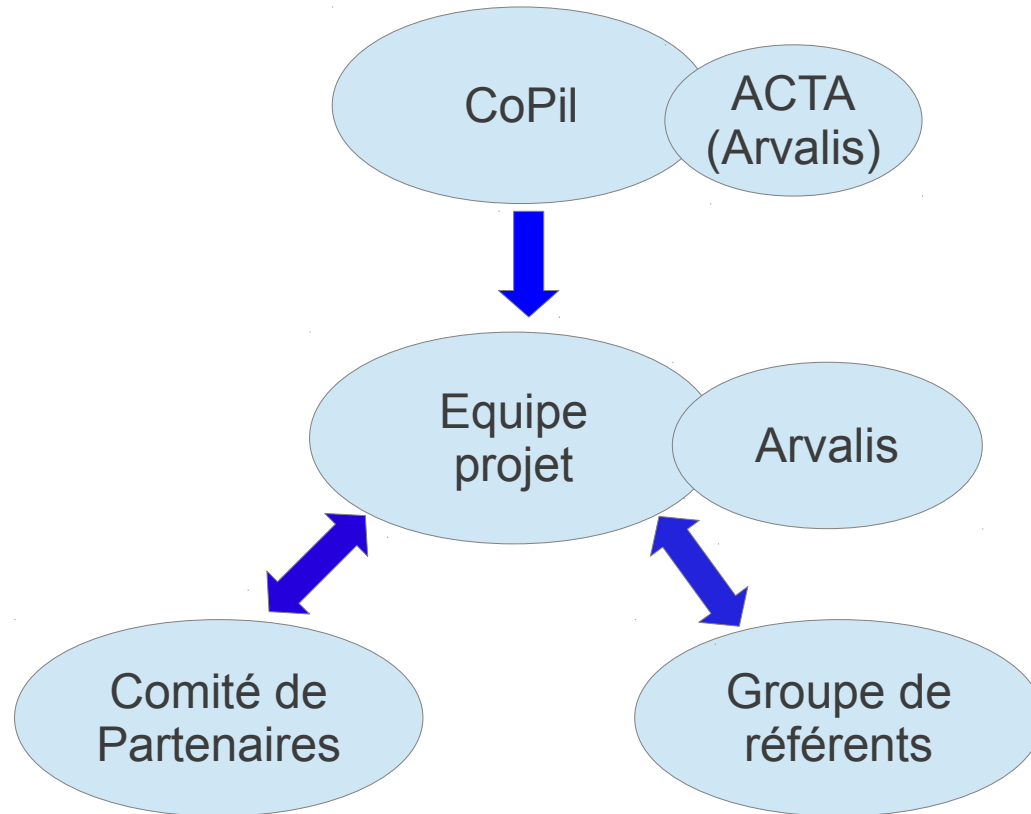 CoPil
ACTA
(Arvalis)
Equipe
projet
Arvalis
Comité de
Partenaires
Groupe de
référents